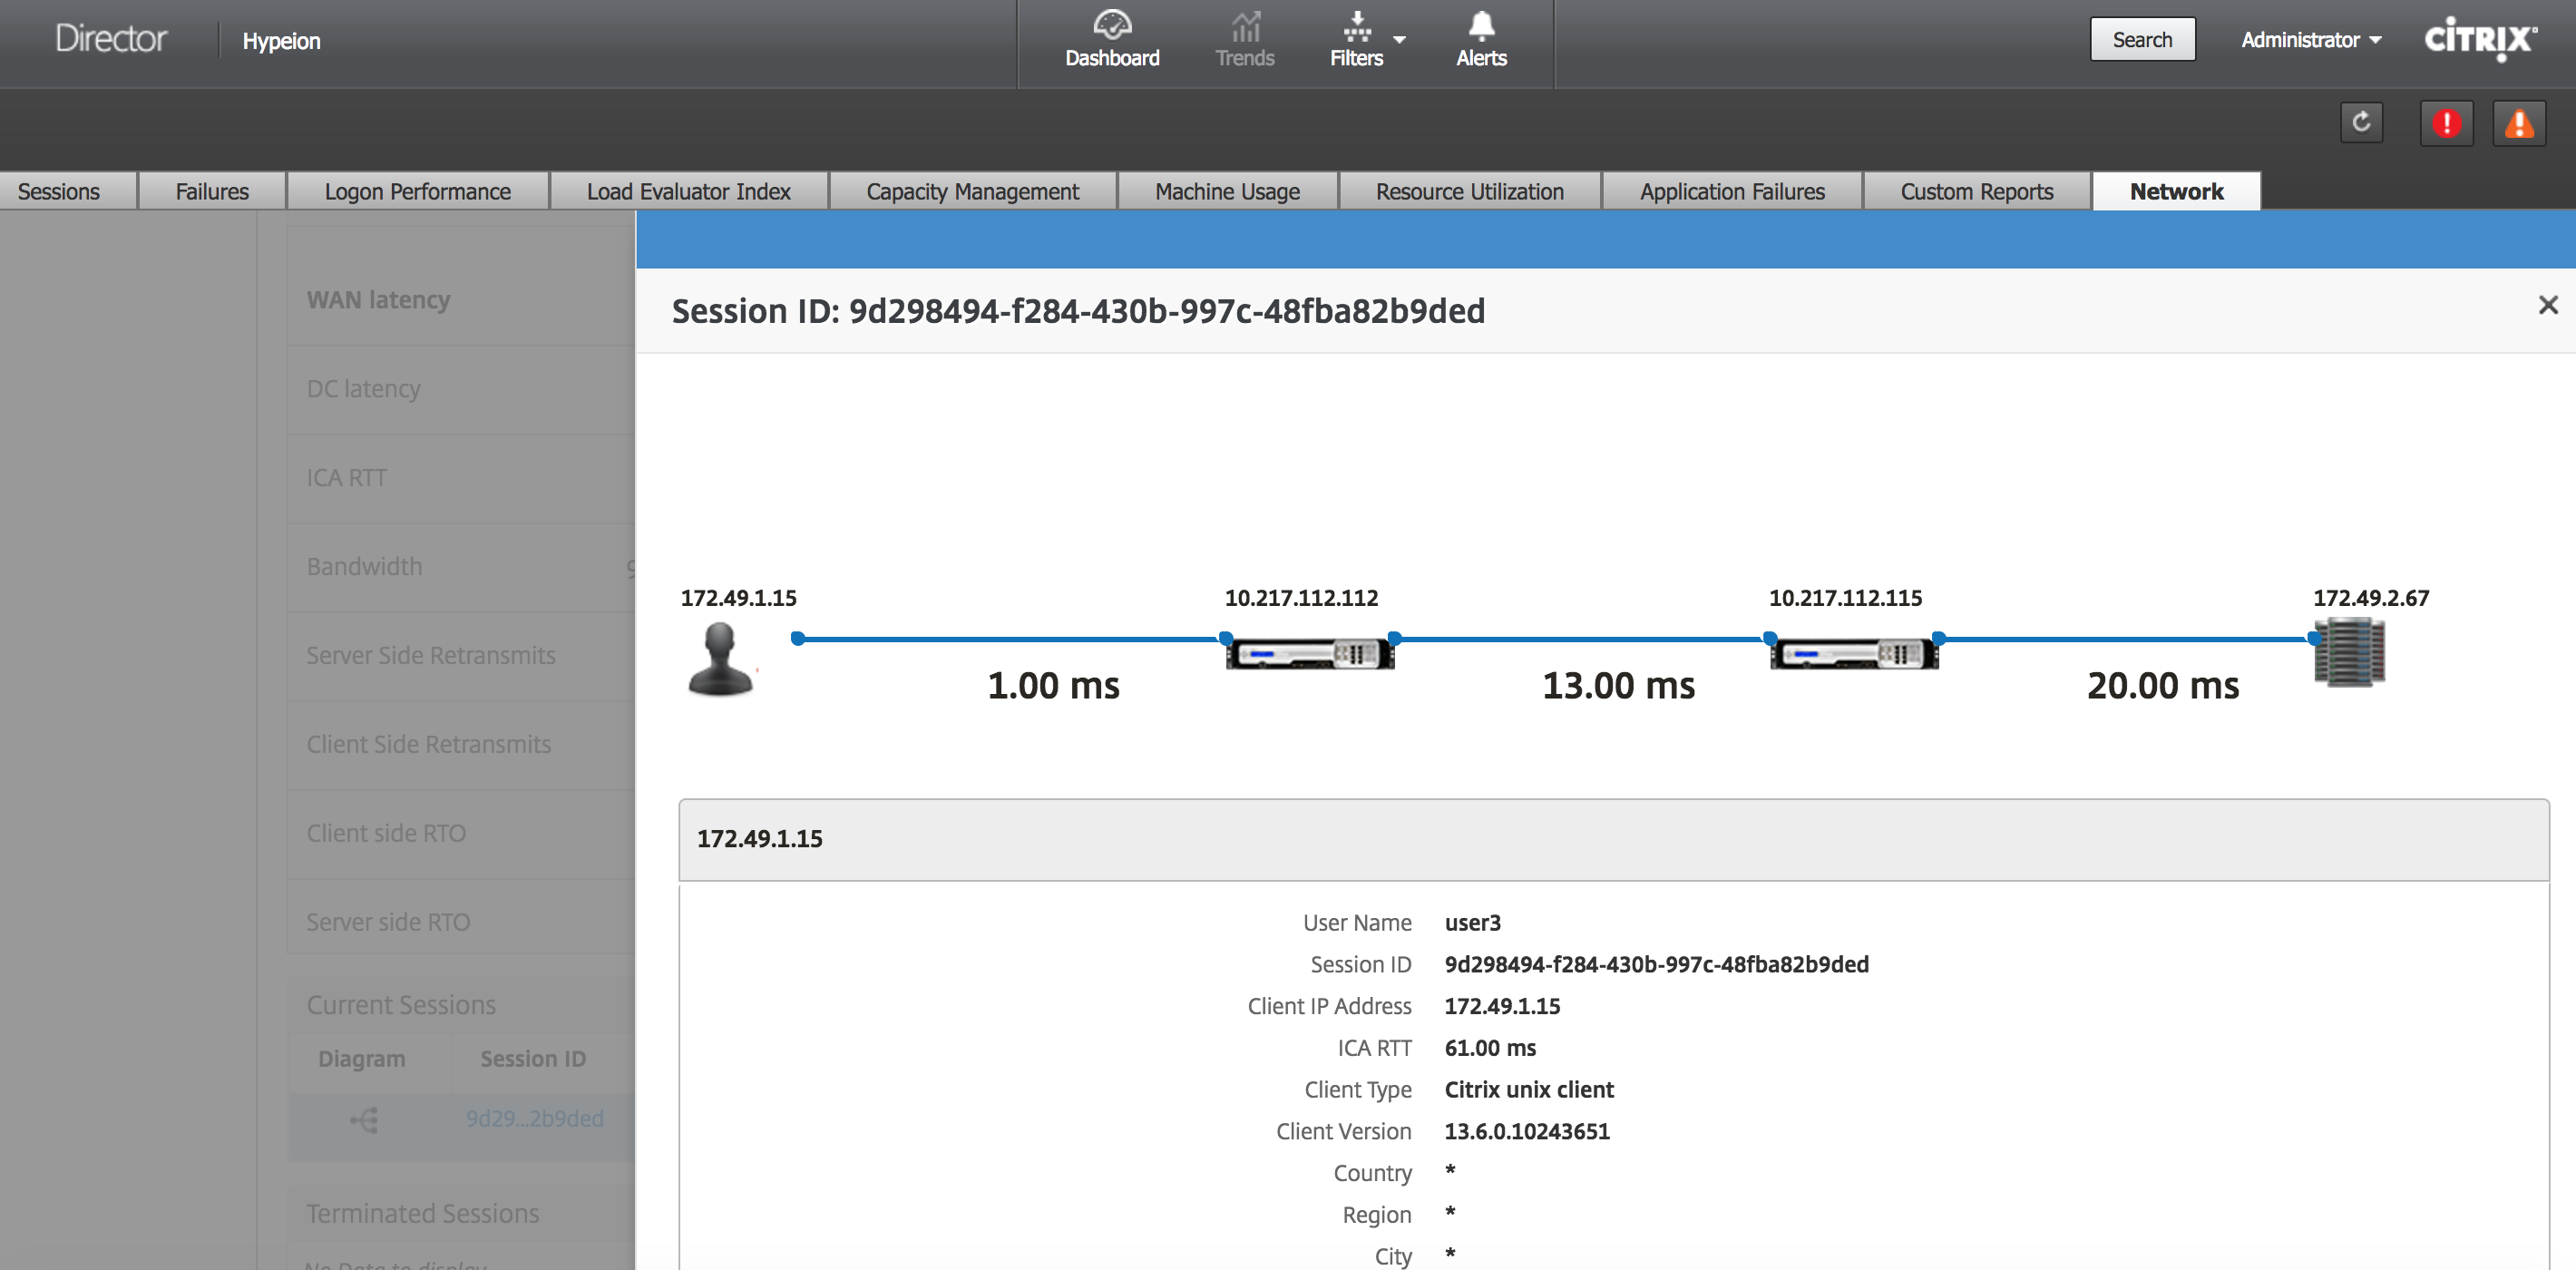 Director
Hypeion
Dashboard
Trends
Filters
Alerts
Search
Administrator
CITRIX®
Sessions
Failures
Logon Performance
Load Evaluator Index
Capacity Management
Machine Usage
Resource Utilization
Application Failures
Custom Reports
Network
WAN latency
DC latency
ICA RTT
Bandwidth
Server Side Retransmits
Client Side Retransmits
Client side RTO
Server side RTO
Current Sessions
Diagram Session ID
9d29...2b9ded
Terminated Sessions
No Data to display
Session ID: 9d298494-f284-430b-997c-48fba82b9ded
172.49.1.15
10.217.112.112
10.217.112.115
172.49.2.67
1.00 ms
13.00 ms
20.00 ms
172.49.1.15
User Name user3
Session ID 9d298494-f284-430b-997c-48fba82b9ded
Client IP Address 172.49.1.15
ICA RTT 61.00 ms
Client Type Citrix unix client
Client Version 13.6.0.10243651
Country *
Region *
City *